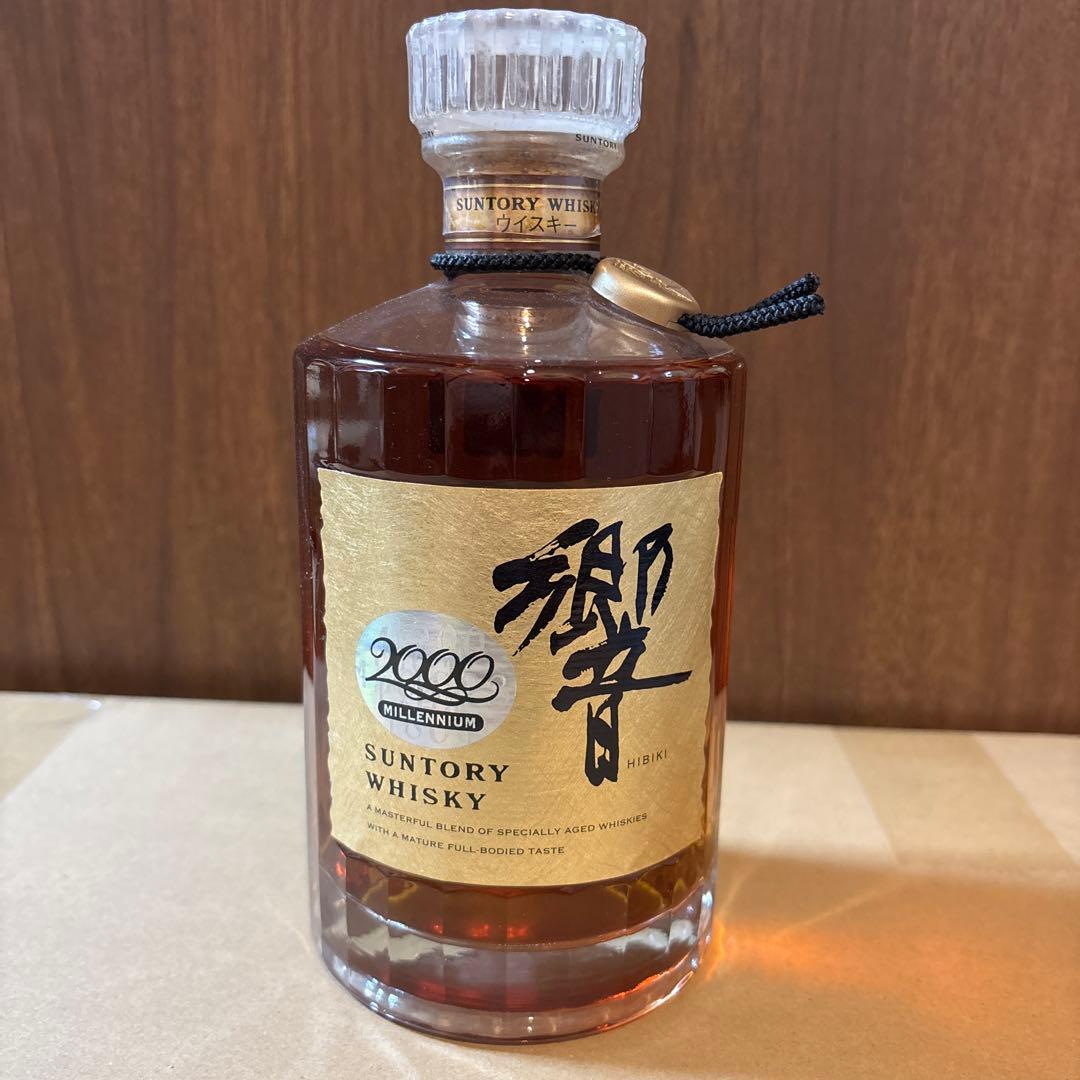 SUNTORY
SUNTORY WHISKY
ウイスキー
響
HIBIKI
2000
MILLENNIUM
SUNTORY
WHISKY
A MASTERFUL BLEND OF SPECIALLY AGED WHISKIES
WITH A MATURE FULL-BODIED TASTE